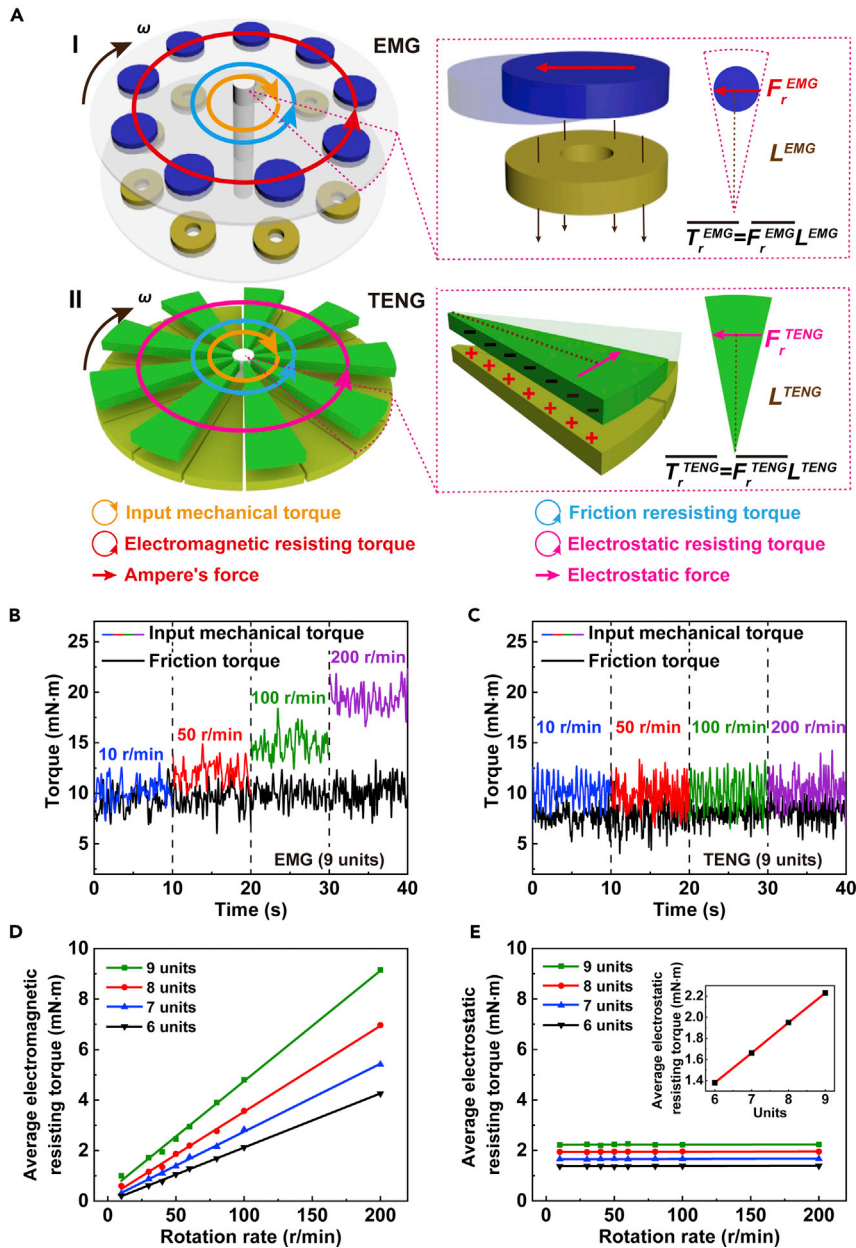 A
I
ω
EMG
F_r^EMG
L^EMG
T_r^EMG=F_r^EMG L^EMG
II
ω
TENG
F_r^TENG
L^TENG
T_r^TENG=F_r^TENG L^TENG
Input mechanical torque
Electromagnetic resisting torque
Ampere's force
Friction reresisting torque
Electrostatic resisting torque
Electrostatic force
B
Torque (mN·m)
25
20
15
10
5
Input mechanical torque
Friction torque
200 r/min
100 r/min
50 r/min
10 r/min
EMG (9 units)
0 10 20 30 40
Time (s)
C
Torque (mN·m)
25
20
15
10
5
Input mechanical torque
Friction torque
10 r/min 50 r/min 100 r/min 200 r/min
TENG (9 units)
0 10 20 30 40
Time (s)
D
Average electromagnetic
resisting torque (mN·m)
10
8
6
4
2
0
9 units
8 units
7 units
6 units
0 50 100 150 200
Rotation rate (r/min)
E
Average electrostatic
resisting torque (mN·m)
10
8
6
4
2
0
9 units
8 units
7 units
6 units
Average electrostatic
resisting torque (mN·m)
2.2
2.0
1.8
1.6
1.4
6 7 8 9
Units
0 50 100 150 200
Rotation rate (r/min)